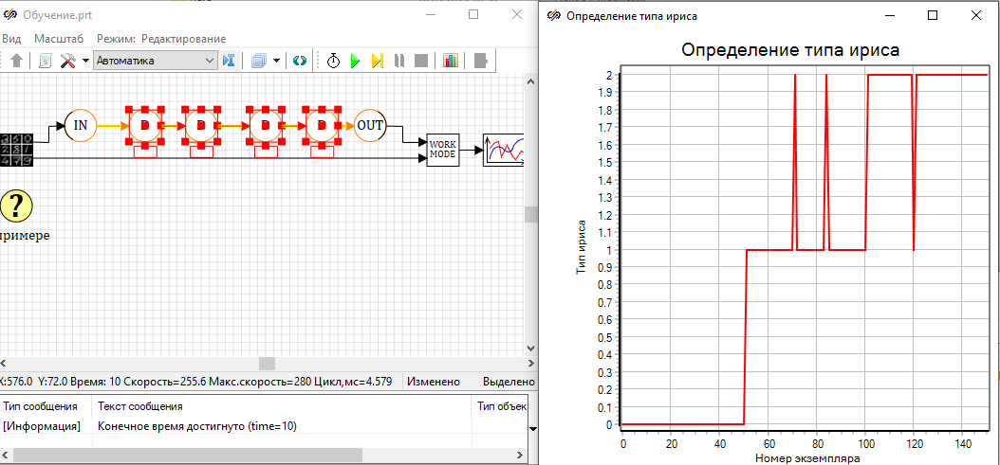 Обучение.prt
Вид Масштаб Режим: Редактирование
Автоматика
IN D D D D OUT
WORK
MODE
?
примере
X:576.0 Y:72.0 Время: 10 Скорость=255.6 Макс.скорость=280 Цикл,мс=4.579 Изменено Выделено
Тип сообщения Текст сообщения Тип объек
[Информация] Конечное время достигнуто (time=10)
Определение типа ириса
Определение типа ириса
2
1.9
1.8
1.7
1.6
1.5
1.4
1.3
1.2
1.1
1
0.9
0.8
0.7
0.6
0.5
0.4
0.3
0.2
0.1
0
Тип ириса
0 20 40 60 80 100 120 140
Номер экземпляра